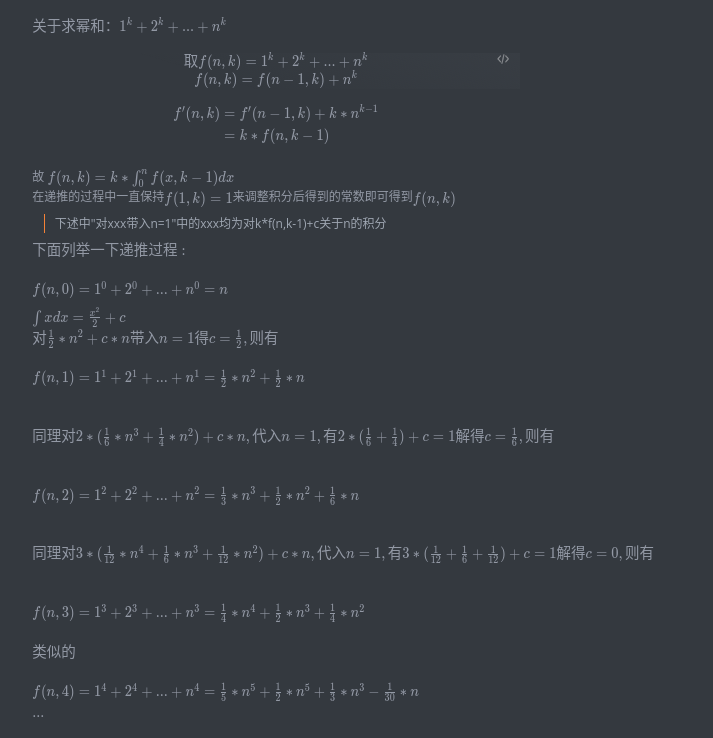 关于求幂和：$1^k + 2^k + \ldots + n^k$
取$f(n,k) = 1^k + 2^k + \ldots + n^k$
$f(n,k) = f(n-1,k) + n^k$
$f'(n,k) = f'(n-1,k) + k * n^{k-1}$
$= k * f(n,k-1)$
故 $f(n,k) = k * \int_0^n f(x,k-1)dx$
在递推的过程中一直保持$f(1,k) = 1$来调整积分后得到的常数即可得到$f(n,k)$
下述中"对xxx带入n=1"中的xxx均为对k*f(n,k-1)+c关于n的积分
下面列举一下递推过程 :
$f(n,0) = 1^0 + 2^0 + \ldots + n^0 = n$
$\int xdx = \frac{x^2}{2} + c$
对$\frac{1}{2} * n^2 + c * n$带入$n = 1$得$c = \frac{1}{2}$,则有
$f(n,1) = 1^1 + 2^1 + \ldots + n^1 = \frac{1}{2} * n^2 + \frac{1}{2} * n$
同理对$2 * (\frac{1}{6} * n^3 + \frac{1}{4} * n^2) + c * n$,代入$n = 1$,有$2 * (\frac{1}{6} + \frac{1}{4}) + c = 1$解得$c = \frac{1}{6}$,则有
$f(n,2) = 1^2 + 2^2 + \ldots + n^2 = \frac{1}{3} * n^3 + \frac{1}{2} * n^2 + \frac{1}{6} * n$
同理对$3 * (\frac{1}{12} * n^4 + \frac{1}{6} * n^3 + \frac{1}{12} * n^2) + c * n$,代入$n = 1$,有$3 * (\frac{1}{12} + \frac{1}{6} + \frac{1}{12}) + c = 1$解得$c = 0$,则有
$f(n,3) = 1^3 + 2^3 + \ldots + n^3 = \frac{1}{4} * n^4 + \frac{1}{2} * n^3 + \frac{1}{4} * n^2$
类似的
$f(n,4) = 1^4 + 2^4 + \ldots + n^4 = \frac{1}{5} * n^5 + \frac{1}{2} * n^5 + \frac{1}{3} * n^3 - \frac{1}{30} * n$
...